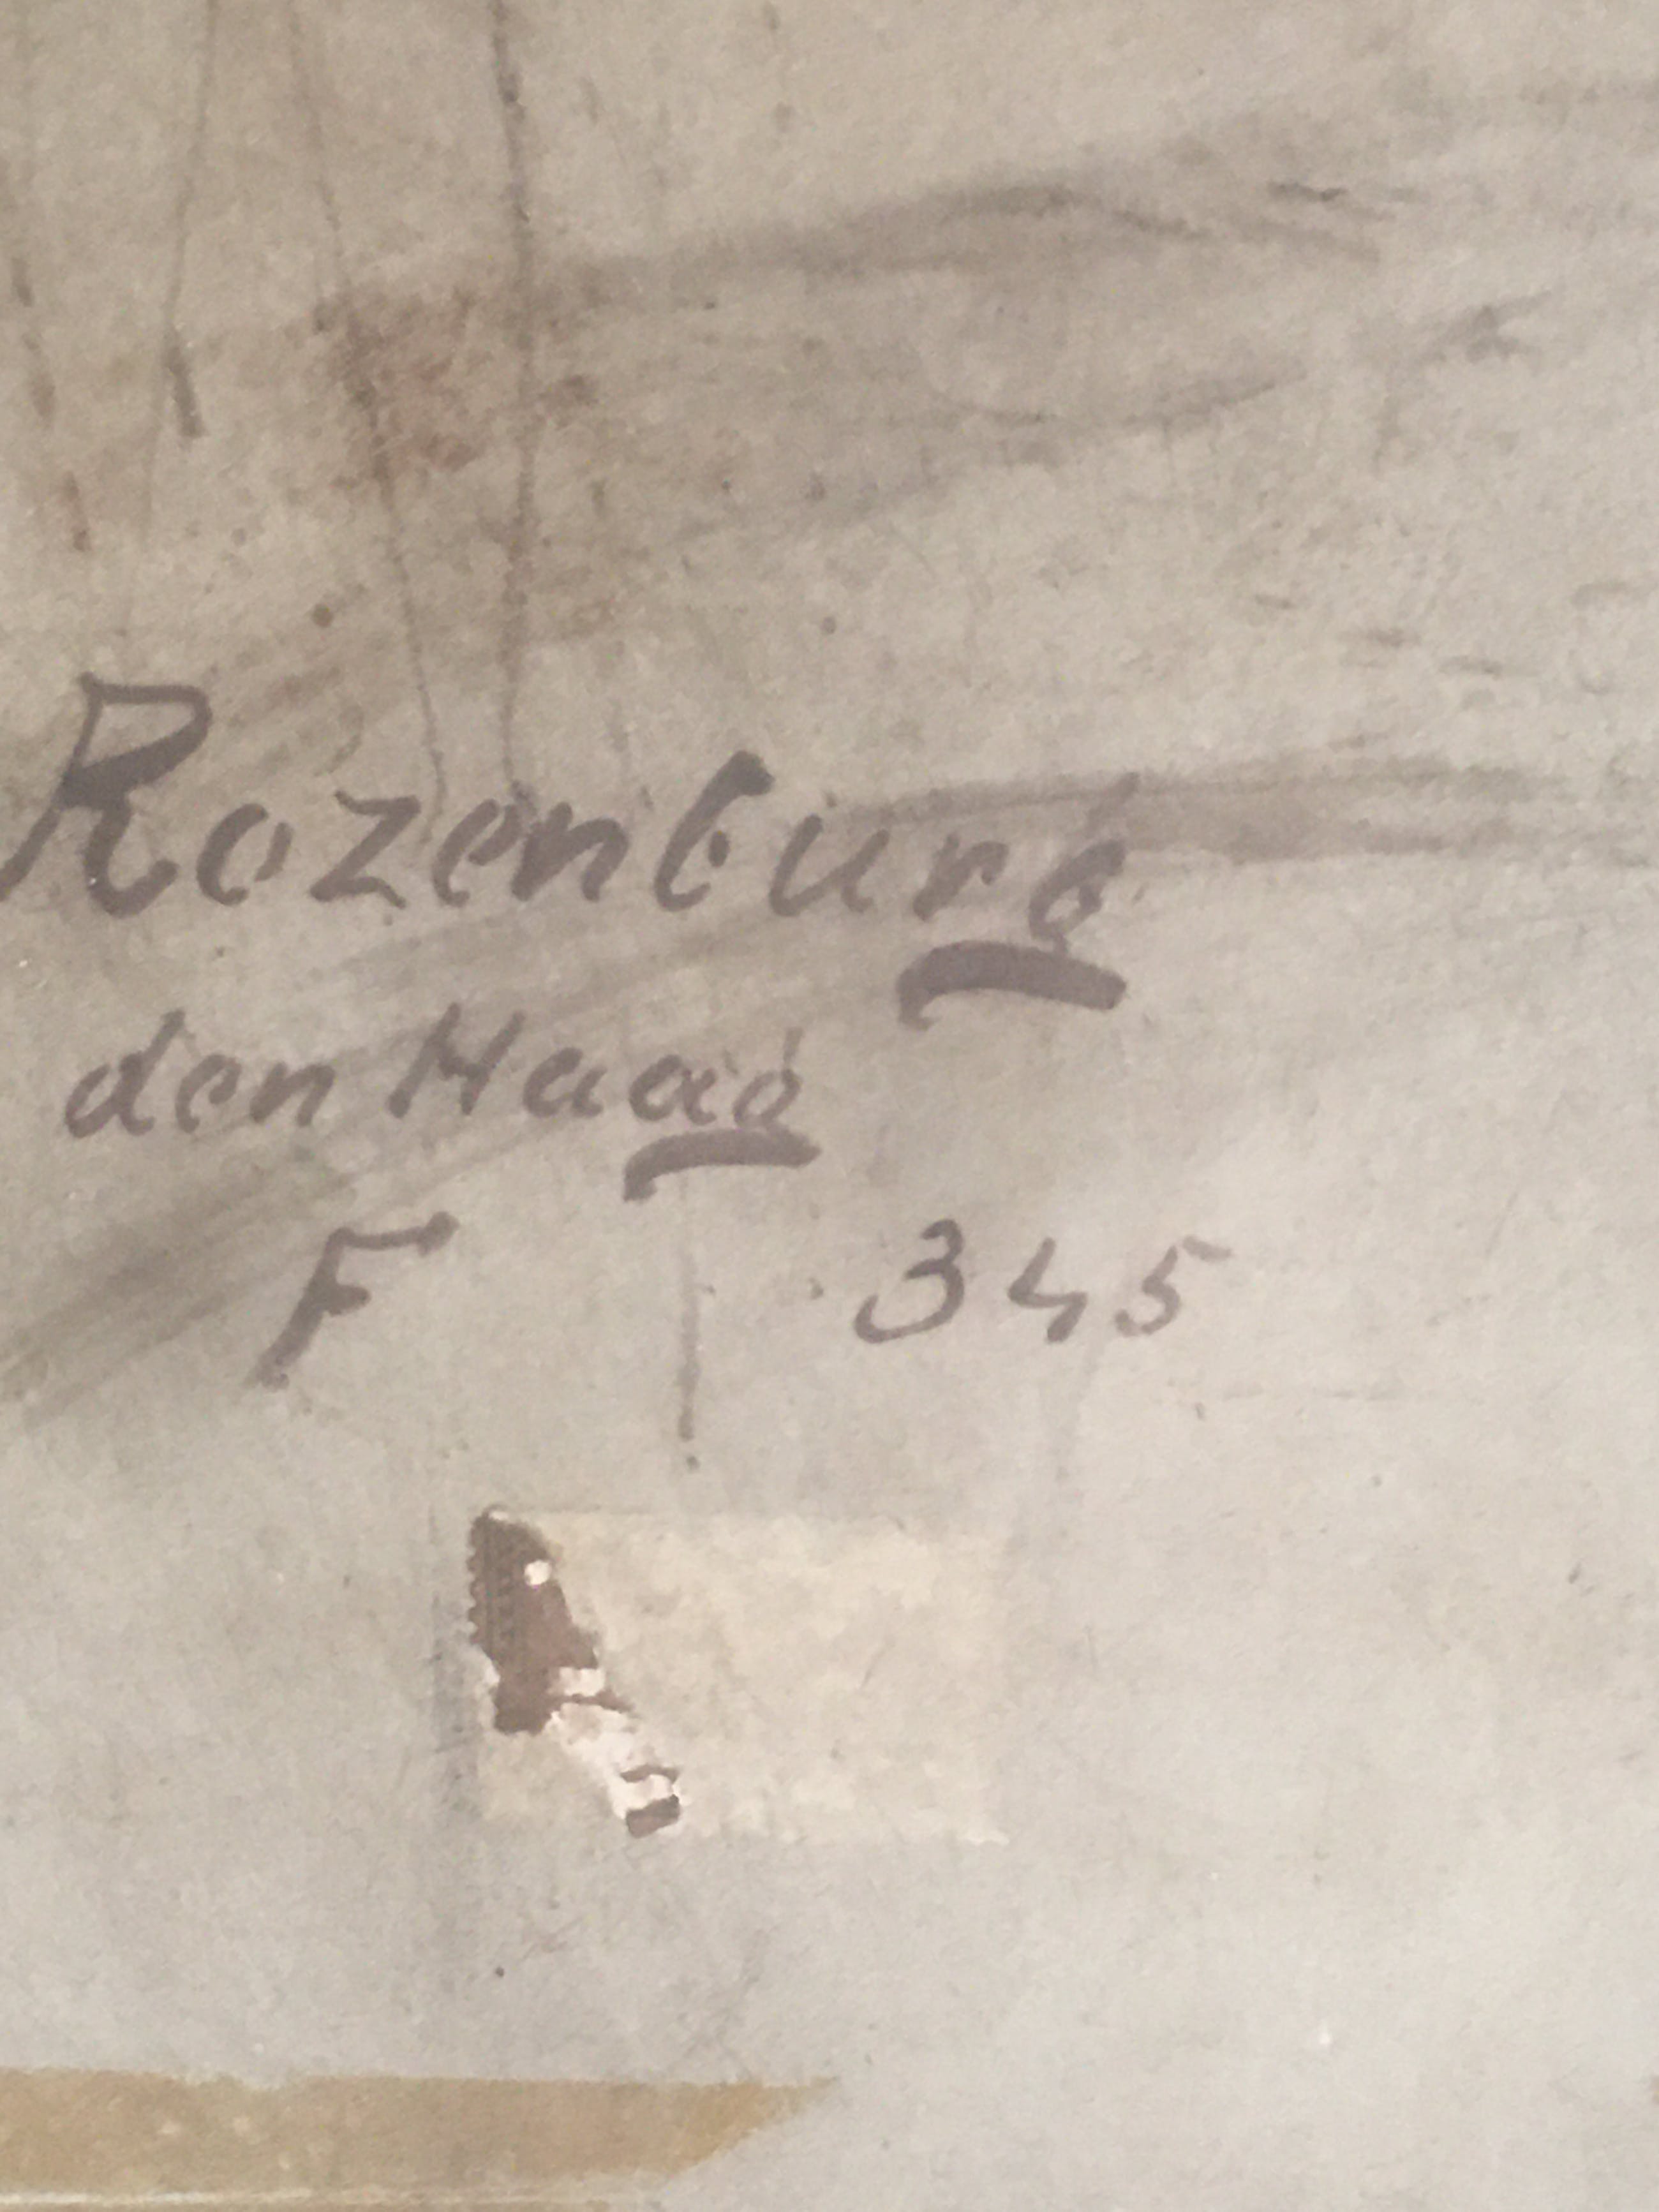 Rozenburg
den Haag
F 345